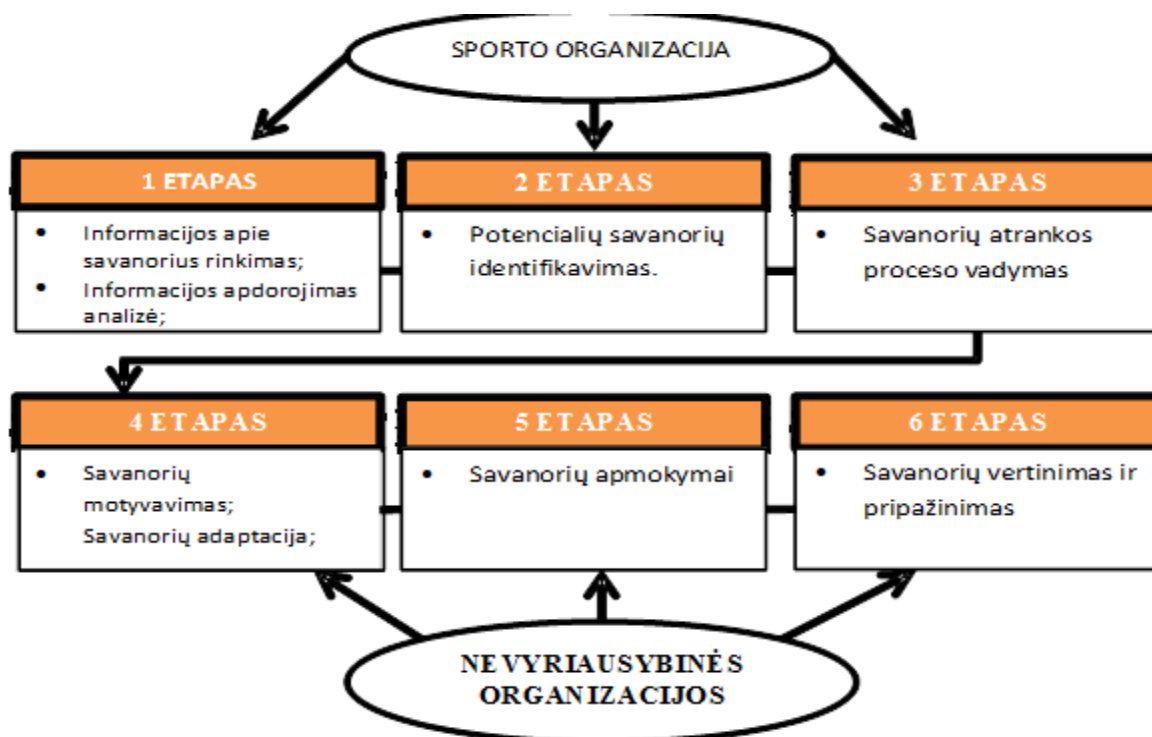 SPORTO ORGANIZACIJA
1 ETAPAS
• Informacijos apie
savanorius rinkimas;
• Informacijos apdorojimas
analizė;
2 ETAPAS
• Potencialių savanorių
identifikavimas.
3 ETAPAS
• Savanorių atrankos
proceso vadymas
4 ETAPAS
• Savanorių
motyvavimas;
Savanorių adaptacija;
5 ETAPAS
• Savanorių apmokymai
6 ETAPAS
• Savanorių vertinimas ir
pripažinimas
NEVYRIAUSYBINĖS
ORGANIZACIJOS